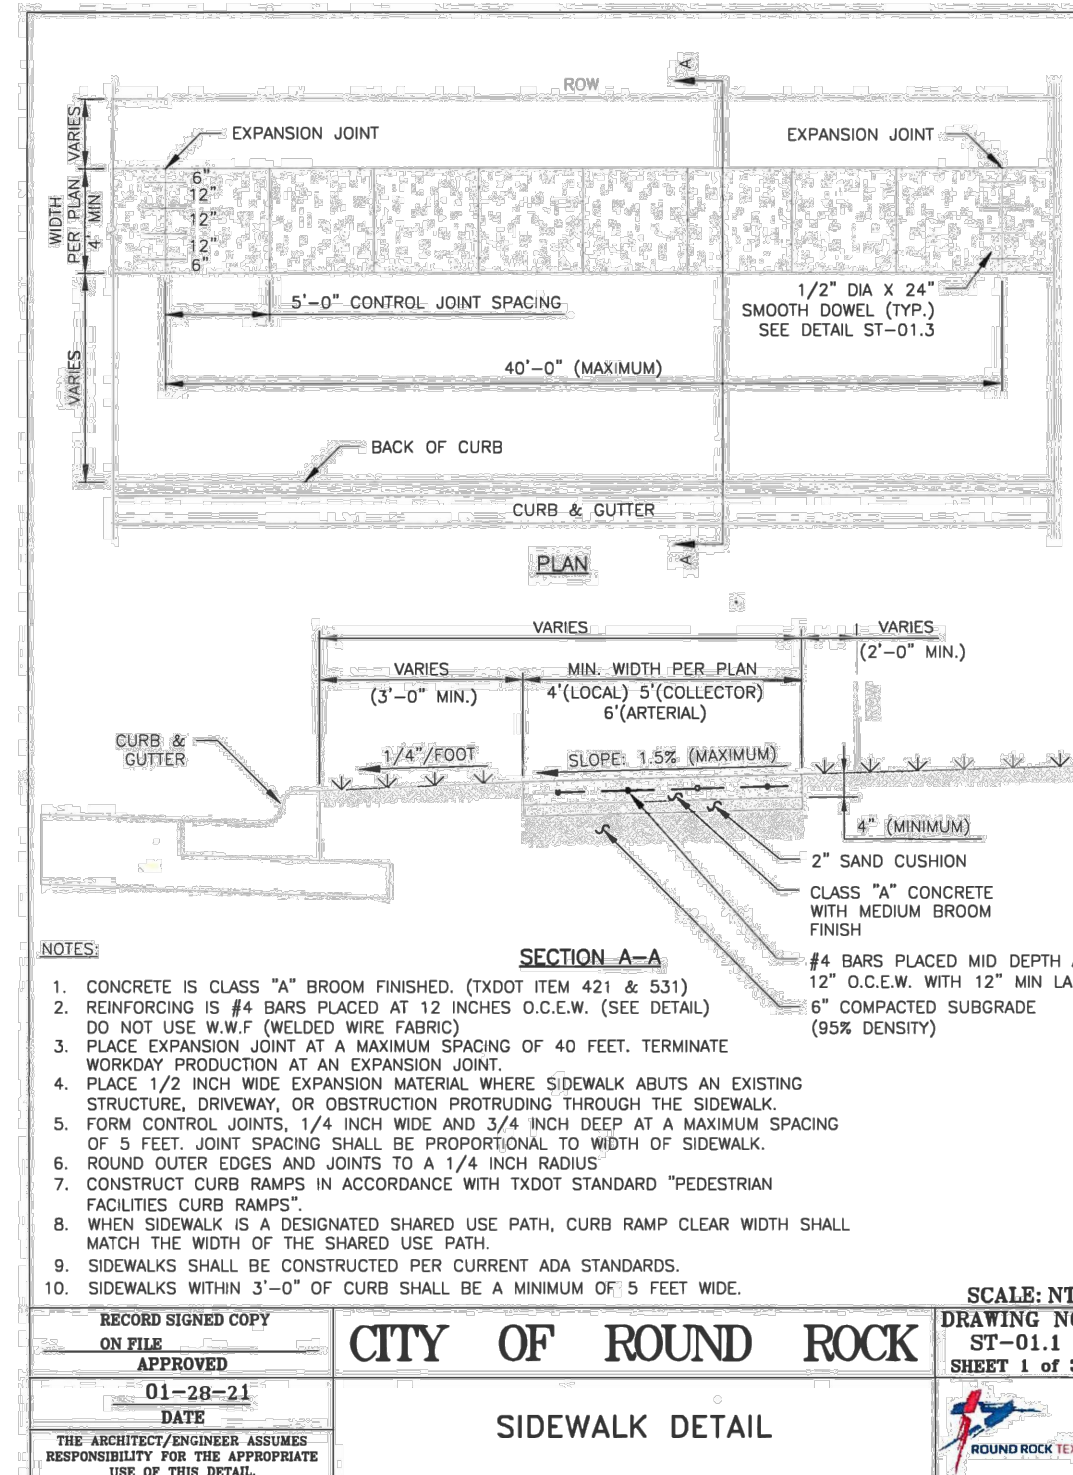 A
ROW
EXPANSION JOINT
EXPANSION JOINT
VARIES
WIDTH
PER PLAN
4' MIN
6"
12"
12"
12"
6"
5'-0" CONTROL JOINT SPACING
1/2" DIA X 24"
SMOOTH DOWEL (TYP.)
SEE DETAIL ST-01.3
VARIES
40'-0" (MAXIMUM)
BACK OF CURB
CURB & GUTTER
A
PLAN
VARIES
VARIES
(2'-0" MIN.)
VARIES
(3'-0" MIN.)
MIN. WIDTH PER PLAN
4'(LOCAL) 5'(COLLECTOR)
6'(ARTERIAL)
CURB &
GUTTER
1/4"/FOOT
SLOPE: 1.5% (MAXIMUM)
4" (MINIMUM)
2" SAND CUSHION
CLASS "A" CONCRETE
WITH MEDIUM BROOM
FINISH
#4 BARS PLACED MID DEPTH
12" O.C.E.W. WITH 12" MIN
6" COMPACTED SUBGRADE
(95% DENSITY)
SECTION A-A
NOTES:
1. CONCRETE IS CLASS "A" BROOM FINISHED. (TXDOT ITEM 421 & 531)
2. REINFORCING IS #4 BARS PLACED AT 12 INCHES O.C.E.W. (SEE DETAIL)
DO NOT USE W.W.F (WELDED WIRE FABRIC)
3. PLACE EXPANSION JOINT AT A MAXIMUM SPACING OF 40 FEET. TERMINATE
WORKDAY PRODUCTION AT AN EXPANSION JOINT.
4. PLACE 1/2 INCH WIDE EXPANSION MATERIAL WHERE SIDEWALK ABUTS AN EXISTING
STRUCTURE, DRIVEWAY, OR OBSTRUCTION PROTRUDING THROUGH THE SIDEWALK.
5. FORM CONTROL JOINTS, 1/4 INCH WIDE AND 3/4 INCH DEEP AT A MAXIMUM SPACING
OF 5 FEET. JOINT SPACING SHALL BE PROPORTIONAL TO WIDTH OF SIDEWALK.
6. ROUND OUTER EDGES AND JOINTS TO A 1/4 INCH RADIUS
7. CONSTRUCT CURB RAMPS IN ACCORDANCE WITH TXDOT STANDARD "PEDESTRIAN
FACILITIES CURB RAMPS".
8. WHEN SIDEWALK IS A DESIGNATED SHARED USE PATH, CURB RAMP CLEAR WIDTH SHALL
MATCH THE WIDTH OF THE SHARED USE PATH.
9. SIDEWALKS SHALL BE CONSTRUCTED PER CURRENT ADA STANDARDS.
10. SIDEWALKS WITHIN 3'-0" OF CURB SHALL BE A MINIMUM OF 5 FEET WIDE.
SCALE:
RECORD SIGNED COPY
ON FILE
APPROVED
01-28-21
DATE
THE ARCHITECT/ENGINEER ASSUMES
RESPONSIBILITY FOR THE APPROPRIATE
USE OF THIS DETAIL.
CITY OF ROUND ROCK
SIDEWALK DETAIL
DRAWING
ST-01.1
SHEET 1 of
ROUND ROCK